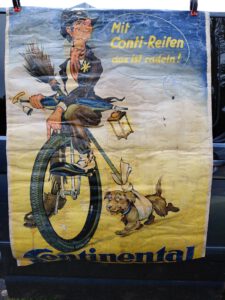 Mit
Conti-Reifen
das ist radeln!
Continental